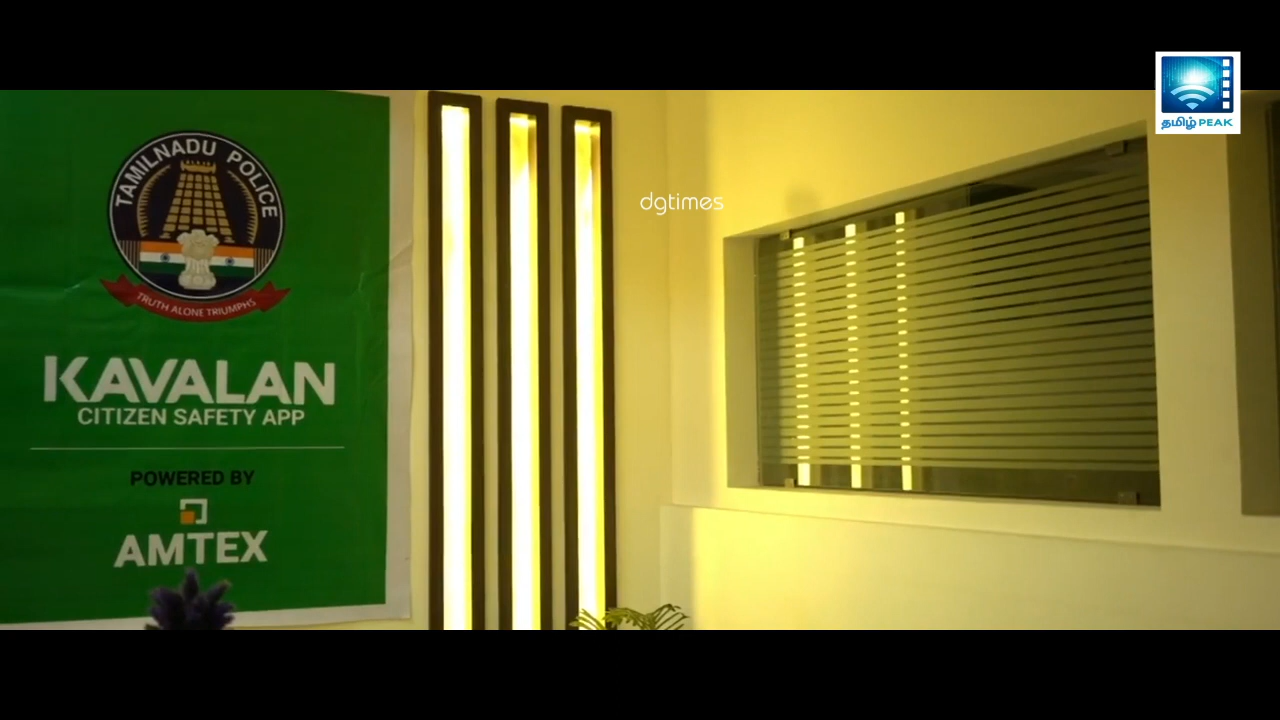 TAMILNADU POLICE
TRUTH ALONE TRIUMPHS
KAVALAN
CITIZEN SAFETY APP
POWERED BY
AMTEX
dgtimes
தமிழ் PEAK